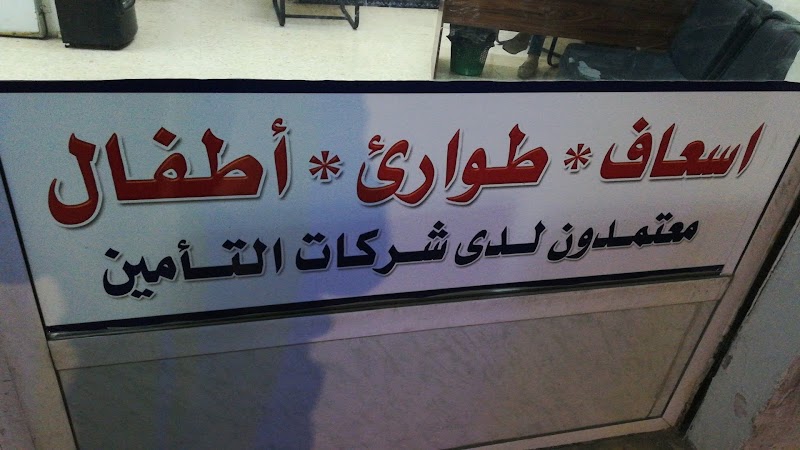 اسعاف * طوارئ * أطفال
معتمدون لدى شركات التأمين